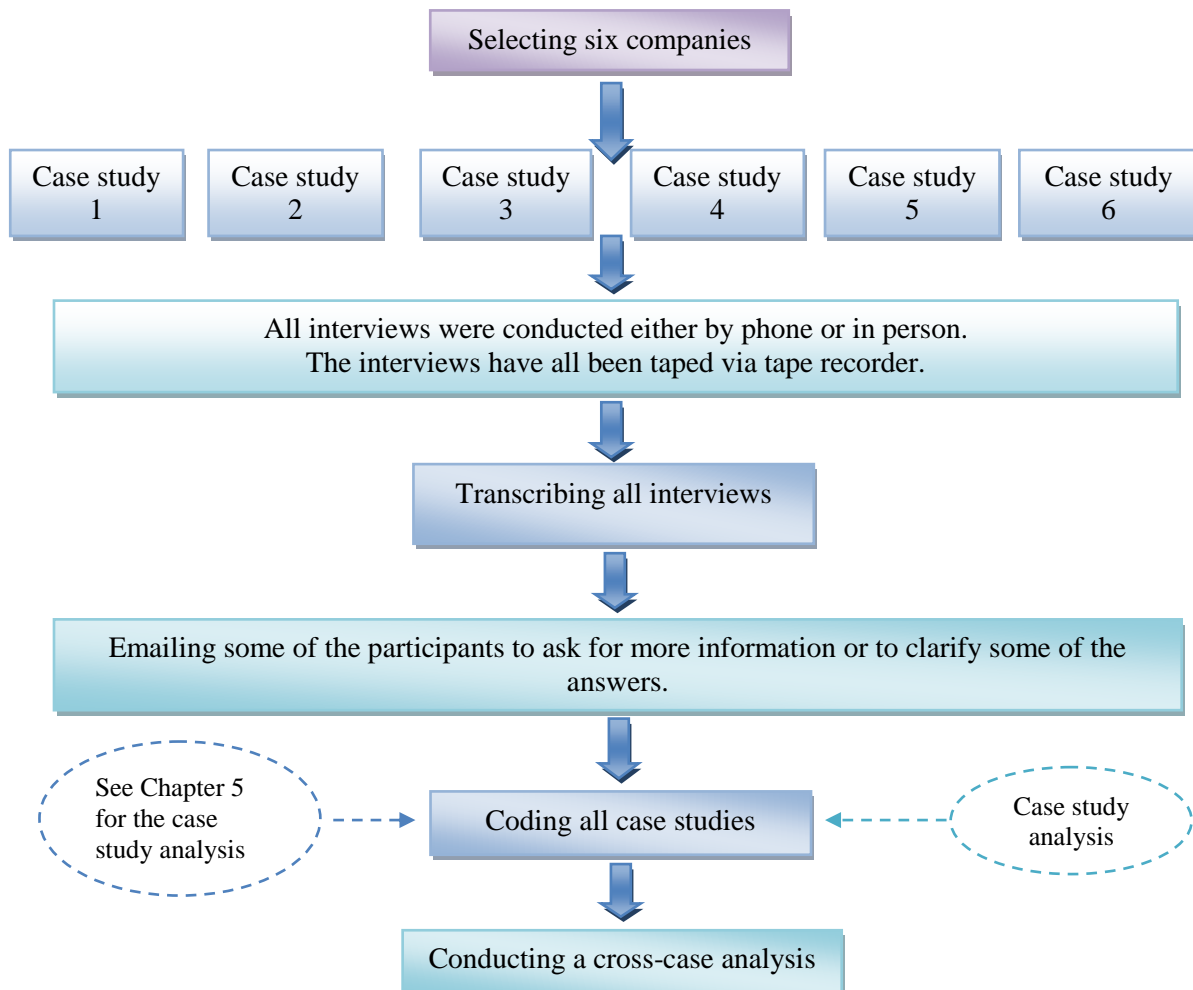 Selecting six companies
Case study
1
Case study
2
Case study
3
Case study
4
Case study
5
Case study
6
All interviews were conducted either by phone or in person.
The interviews have all been taped via tape recorder.
Transcribing all interviews
Emailing some of the participants to ask for more information or to clarify some of the
answers.
See Chapter 5
for the case
study analysis
Coding all case studies
Case study
analysis
Conducting a cross-case analysis